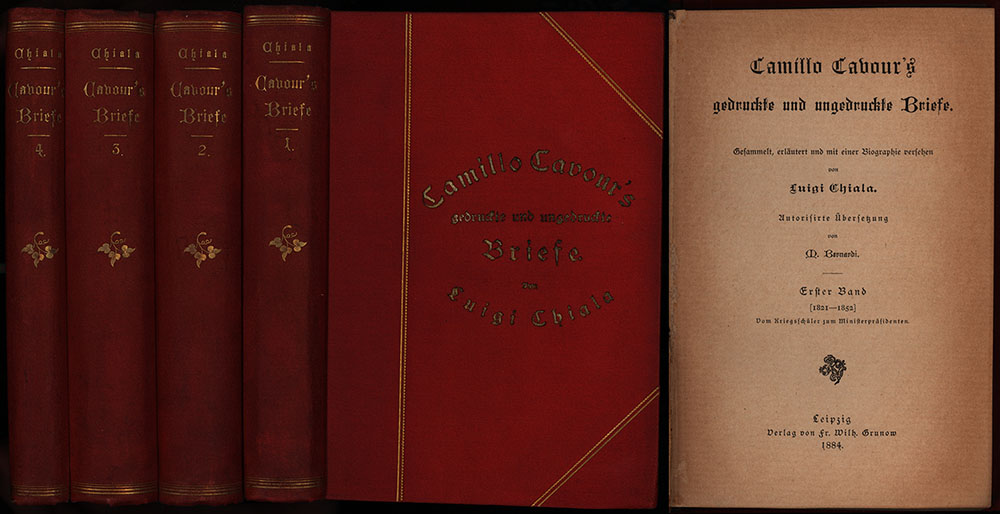 Chiala
Cavour's
Briefe
4.
Chiala
Cavour's
Briefe
3.
Chiala
Cavour's
Briefe
2.
Chiala
Cavour's
Briefe
1.
Camillo Cavour's
gedruckte und ungedruckte
Briefe.
Von
Luigi Chiala
Camillo Cavour's
gedruckte und ungedruckte Briefe.
Gesammelt, erläutert und mit einer Biographie versehen
von
Luigi Chiala.
Autorisirte Übersetzung
von
M. Bernardi.
Erster Band
[1821—1852]
Vom Kriegsschüler zum Ministerpräsidenten.
Leipzig
Verlag von Fr. Wilh. Grunow
1884.